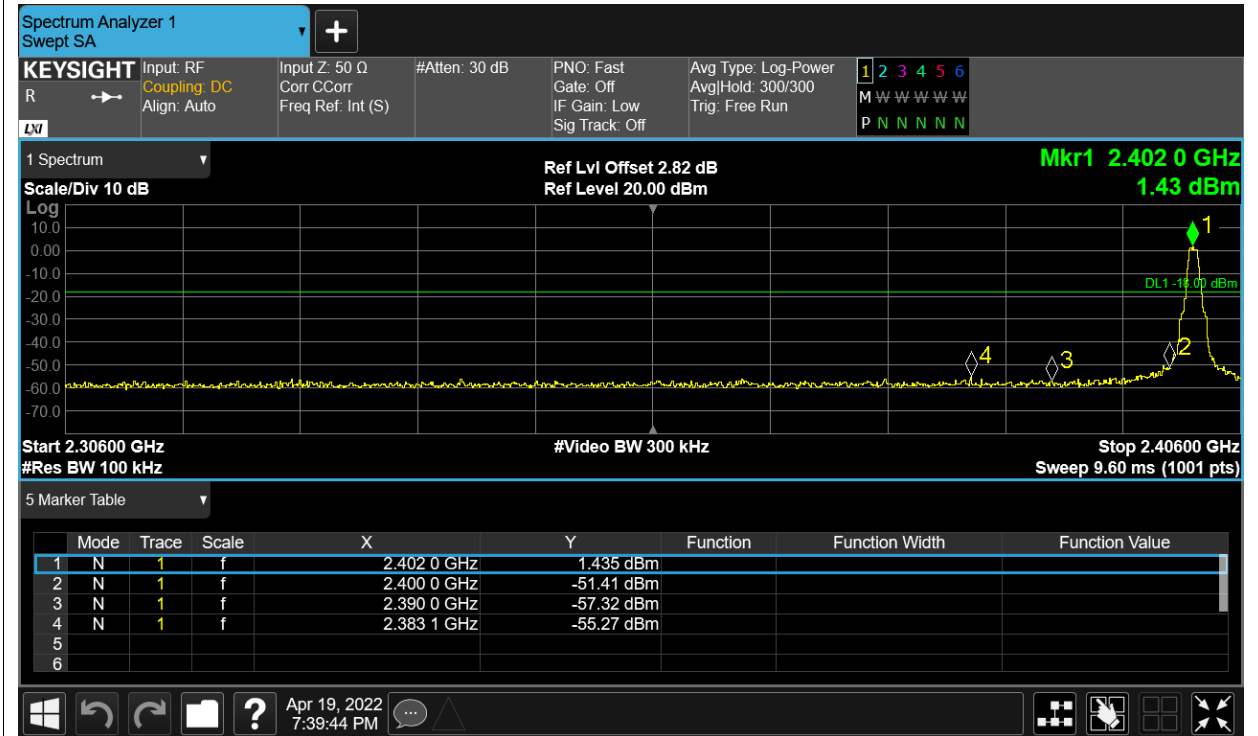 Spectrum Analyzer 1
Swept SA
KEYSIGHT
R
LXI
Input: RF
Coupling: DC
Align: Auto
Input Z: 50 Ω
Corr CCorr
Freq Ref: Int (S)
#Atten: 30 dB
PNO: Fast
Gate: Off
IF Gain: Low
Sig Track: Off
Avg Type: Log-Power
Avg|Hold: 300/300
Trig: Free Run
1 2 3 4 5 6
M W W W W W
P N N N N N
1 Spectrum
Scale/Div 10 dB
Ref Lvl Offset 2.82 dB
Ref Level 20.00 dBm
Mkr1 2.402 0 GHz
1.43 dBm
Log
10.0
0.00
-10.0
-20.0
-30.0
-40.0
-50.0
-60.0
-70.0
1
DL1 -18.00 dBm
4
3
2
Start 2.30600 GHz
#Video BW 300 kHz
Stop 2.40600 GHz
#Res BW 100 kHz
Sweep 9.60 ms (1001 pts)
5 Marker Table
Mode Trace Scale X Y Function Function Width Function Value
1 N 1 f 2.402 0 GHz 1.435 dBm
2 N 1 f 2.400 0 GHz -51.41 dBm
3 N 1 f 2.390 0 GHz -57.32 dBm
4 N 1 f 2.383 1 GHz -55.27 dBm
5
6
?
Apr 19, 2022
7:39:44 PM